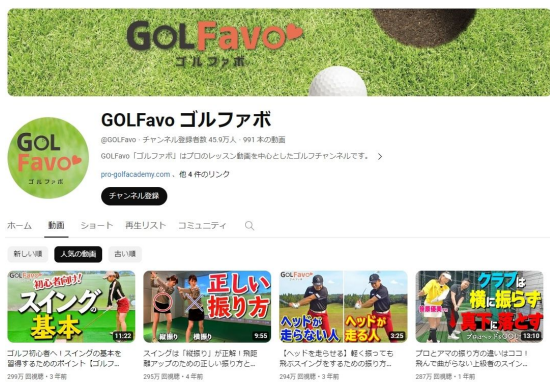 GOLFavo
ゴルファボ
GOL
Favo
ゴルファボ
GOLFavo ゴルファボ
@GOLFavo・チャンネル登録者数 45.9万人・991 本の動画
GOLFavo「ゴルファボ」はプロのレッスン動画を中心としたゴルフチャンネルです。
pro-golfacademy.com 、他 4 件のリンク
チャンネル登録
ホーム 動画 ショート 再生リスト コミュニティ
新しい順 人気の動画 古い順
GOLFavo
初心者向け!
スイングの
基本
11:22
正しい
振り方
縦振り 横振り
9:55
GOLFavo
ヘッドが
走らない人
ヘッドが
走る人
3:25
クラブは
横に振らず
真下に落とす
13:10
ゴルフ初心者へ!スイングの基本を
習得するためのポイント【ゴルフ...
299万 回視聴・3 年前
スイングは「縦振り」が正解!飛距
離アップのための正しい振り方と...
295万 回視聴・4 年前
【ヘッドを走らせる】軽く振っても
飛ぶスイングをするための振り方...
294万 回視聴・3 年前
プロとアマの振り方の違いはココ!
飛んで曲がらない上級者のスイン...
287万 回視聴・1 年前